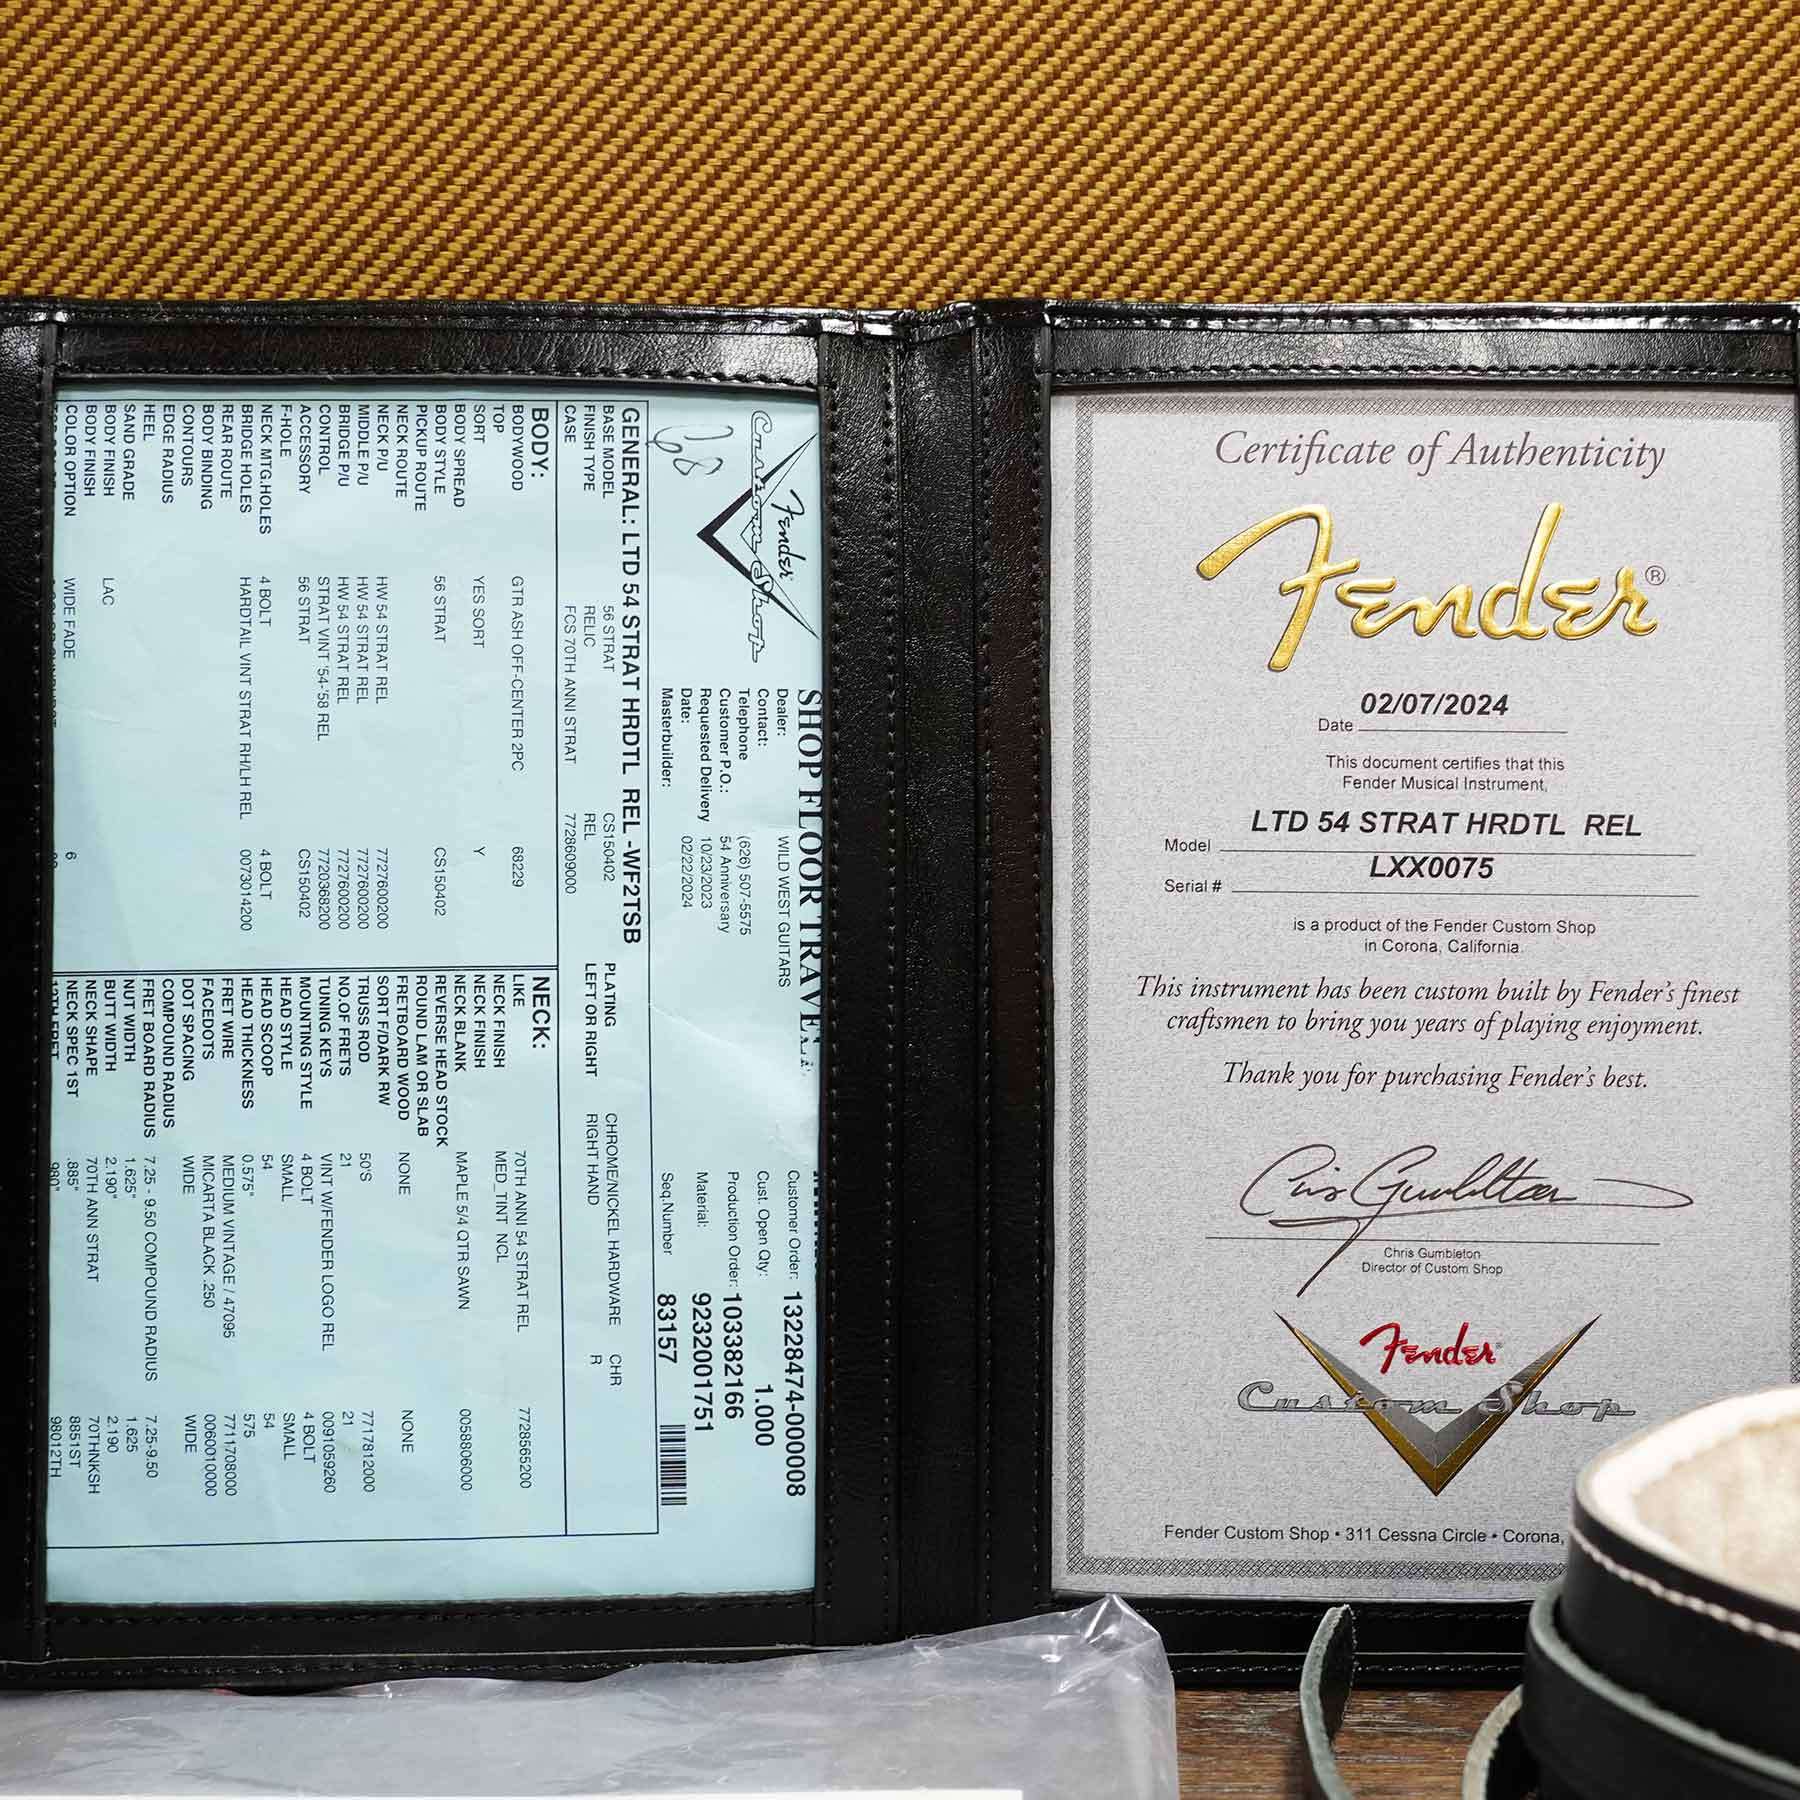 Fender
Custom Shop
68
SHOP FLOOR TRAVEL
Dealer: WILD WEST GUITARS
Contact:
Telephone (626) 507-5575
Customer P.O.: 54 Anniversary
Requested Delivery 10/23/2023
Date: 02/22/2024
Masterbuilder:
Customer Order: 13228474-000008
Cust. Open Qty: 1.000
Production Order: 103382166
Material: 9232001751
Seq.Number 83157
GENERAL: LTD 54 STRAT HRDTL REL -WF2TSB
BASE MODEL 56 STRAT CS150402 PLATING CHROME/NICKEL HARDWARE CHR
FINISH TYPE RELIC REL LEFT OR RIGHT RIGHT HAND R
CASE FCS 70TH ANNI STRAT 7728609000
BODY:
BODYWOOD GTR ASH OFF-CENTER 2PC 68229
TOP
SORT YES SORT Y
BODY SPREAD
BODY STYLE 56 STRAT CS150402
PICKUP ROUTE
NECK ROUTE
NECK P/U HW 54 STRAT REL 7727600200
MIDDLE P/U HW 54 STRAT REL 7727600200
BRIDGE P/U HW 54 STRAT REL 7727600200
CONTROL STRAT VINT '54-'58 REL 7720368200
ACCESSORY 56 STRAT CS150402
F-HOLE
NECK MTG.HOLES 4 BOLT 4 BOLT
BRIDGE HOLES HARDTAIL VINT STRAT RH/LH REL 0073014200
REAR ROUTE
BODY BINDING
CONTOURS
EDGE RADIUS
HEEL
SAND GRADE
BODY FINISH LAC
BODY FINISH
COLOR OPTION WIDE FADE 6
NECK:
LIKE 70TH ANNI 54 STRAT REL 7728565200
NECK FINISH MED_TINT NCL
NECK FINISH
NECK BLANK MAPLE 5/4 QTR SAWN 0058806000
REVERSE HEAD STOCK
ROUND LAM OR SLAB
FRETBOARD WOOD NONE NONE
SORT F/DARK RW
TRUSS ROD 50'S 7717812000
NO.OF FRETS 21 21
TUNING KEYS VINT W/FENDER LOGO REL 0091059260
MOUNTING STYLE 4 BOLT 4 BOLT
HEAD STYLE SMALL SMALL
HEAD SCOOP 54 54
HEAD THICKNESS 0.575" 575
FRET WIRE MEDIUM VINTAGE / 47095 7711708000
FACEDOTS MICARTA BLACK .250 0060010000
DOT SPACING WIDE WIDE
COMPOUND RADIUS
FRET BOARD RADIUS 7.25 - 9.50 COMPOUND RADIUS 7.25-9.50
NUT WIDTH 1.625" 1.625
BUTT WIDTH 2.190" 2.190
NECK SHAPE 70TH ANN STRAT 70THNKSH
NECK SPEC 1ST .885" 8851ST
12TH FRET .980" 98012TH
Certificate of Authenticity
Fender®
Date 02/07/2024
This document certifies that this
Fender Musical Instrument,
Model LTD 54 STRAT HRDTL REL
Serial # LXX0075
is a product of the Fender Custom Shop
in Corona, California.
This instrument has been custom built by Fender's finest
craftsmen to bring you years of playing enjoyment.
Thank you for purchasing Fender's best.
Chris Gumbleton
Chris Gumbleton
Director of Custom Shop
Fender®
Custom Shop
Fender Custom Shop • 311 Cessna Circle • Corona,